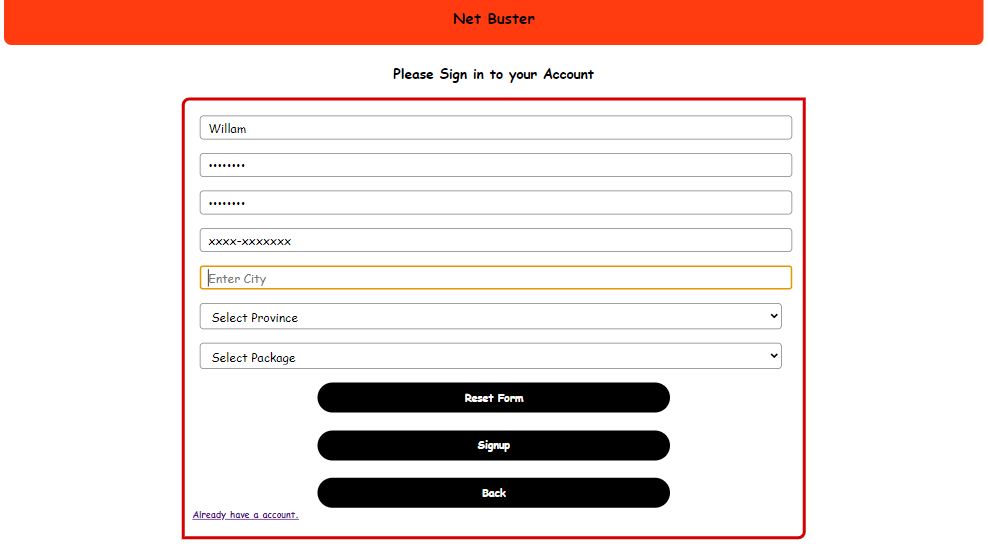 Net Buster
Please Sign in to your Account
Willam
••••••••
••••••••
xxxx-xxxxxxx
Enter City
Select Province
Select Package
Reset Form
Signup
Back
Already have a account.